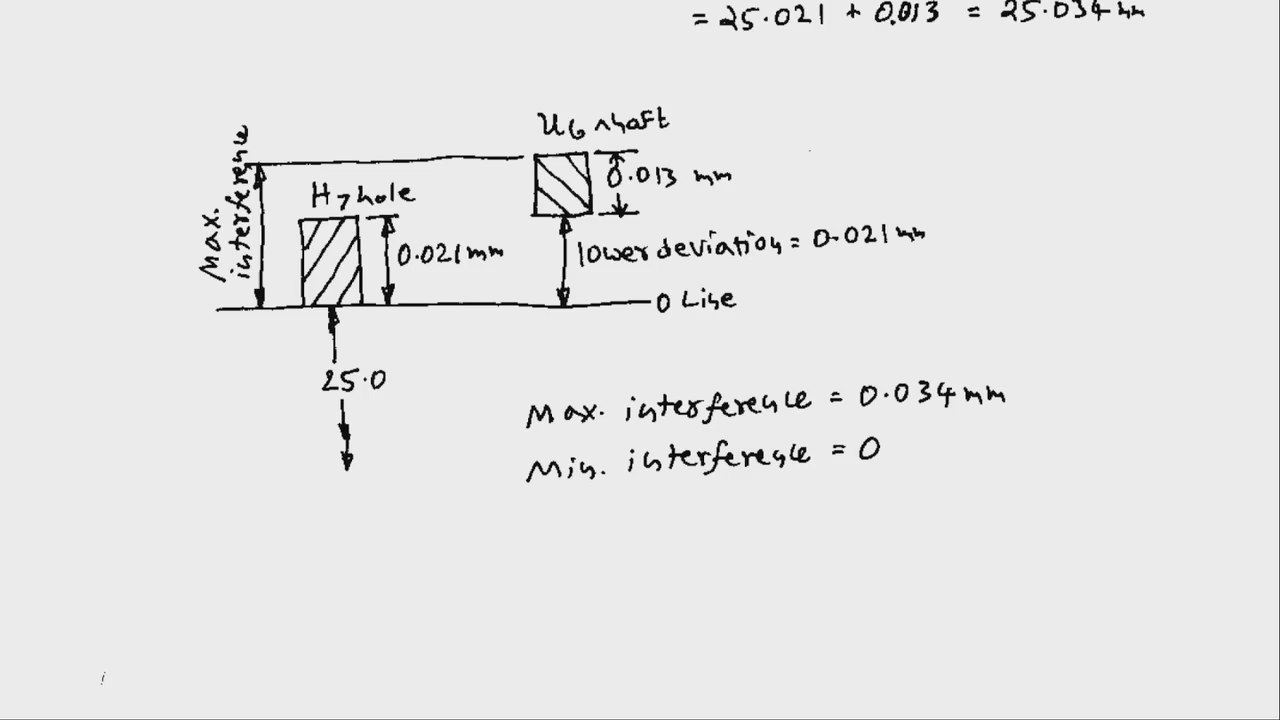 = 25.021 + 0.013 = 25.034 mm
U6 shaft
Max. interference
H7 hole
0.013 mm
0.021 mm
lower deviation = 0.021 mm
0 Line
25.0
Max. interference = 0.034 mm
Min. interference = 0